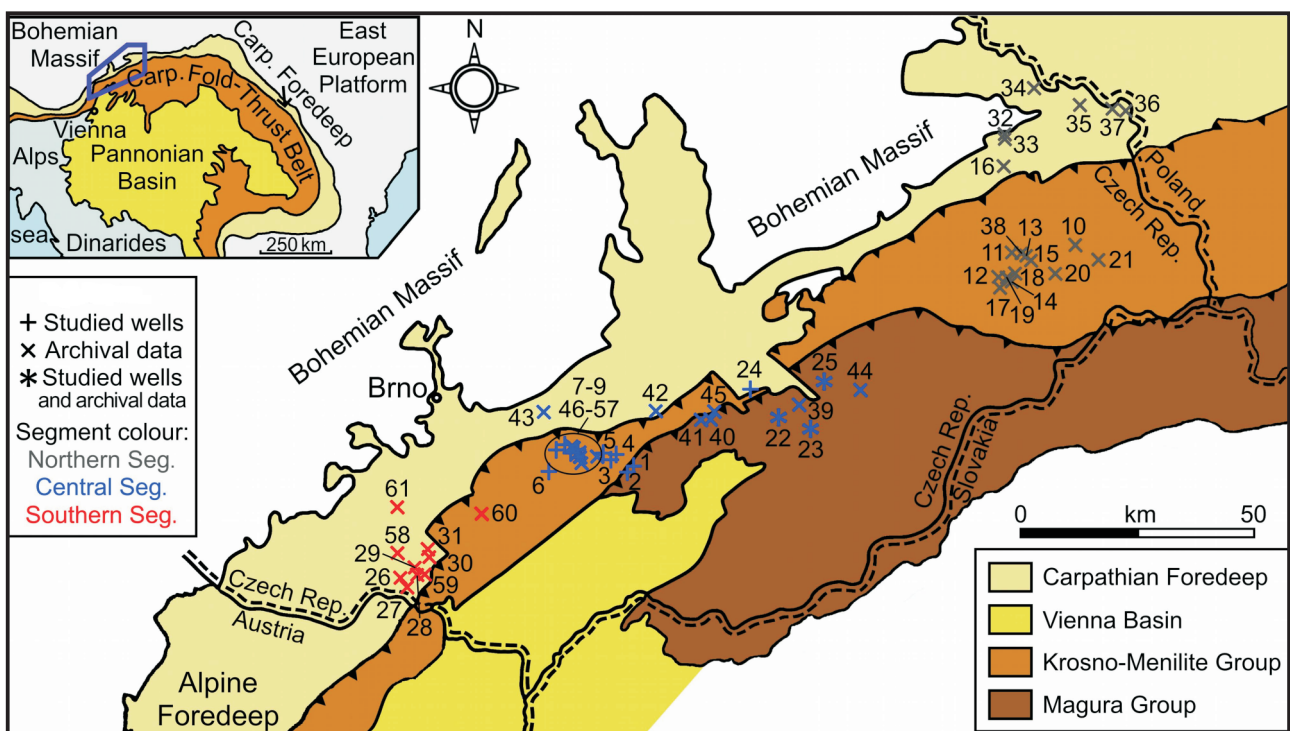 Bohemian
Massif
Carp. Foredeep
East
European
Platform
Carp. Fold-Thrust Belt
Vienna
Alps
Pannonian
Basin
sea
Dinarides
250 km
N
+ Studied wells
× Archival data
* Studied wells
and archival data
Segment colour:
Northern Seg.
Central Seg.
Southern Seg.
Bohemian Massif
Bohemian Massif
Brno
34
35
37
36
32
33
16
Poland
Czech Rep.
38
13
10
11
15
21
12
18
20
17
14
19
7-9
46-57
43
42
45
24
25
44
39
41
40
22
23
5
4
3
1
2
6
61
60
58
31
29
30
26
59
27
28
Czech Rep.
Austria
Czech Rep.
Slovakia
Alpine
Foredeep
0 km 50
Carpathian Foredeep
Vienna Basin
Krosno-Menilite Group
Magura Group